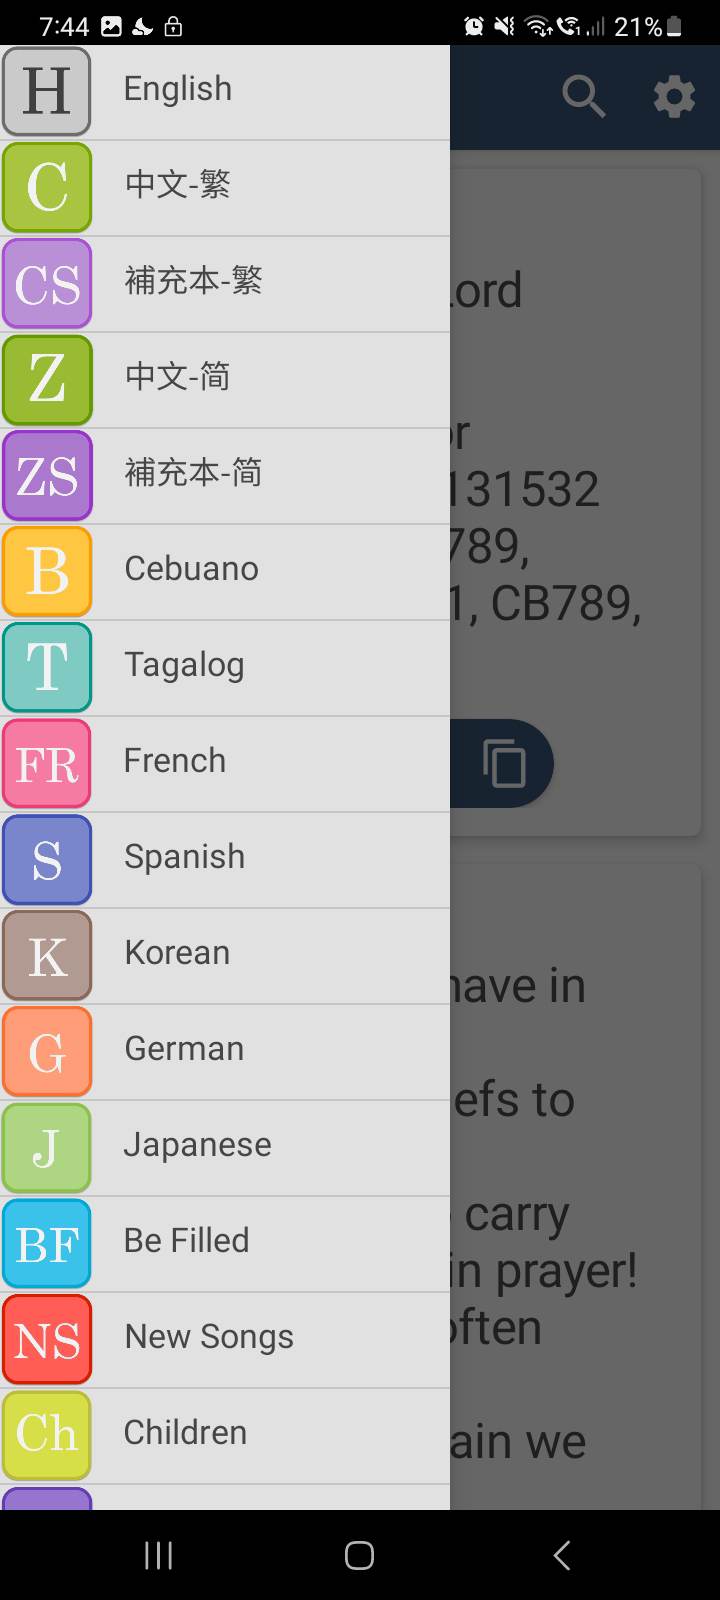 7:44
21%
H English
C 中文-繁
CS 補充本-繁
Z 中文-简
ZS 補充本-简
B Cebuano
T Tagalog
FR French
S Spanish
K Korean
G German
J Japanese
BF Be Filled
NS New Songs
Ch Children
131532
789,
1, CB789,
have in
efs to
carry
in prayer!
often
ain we